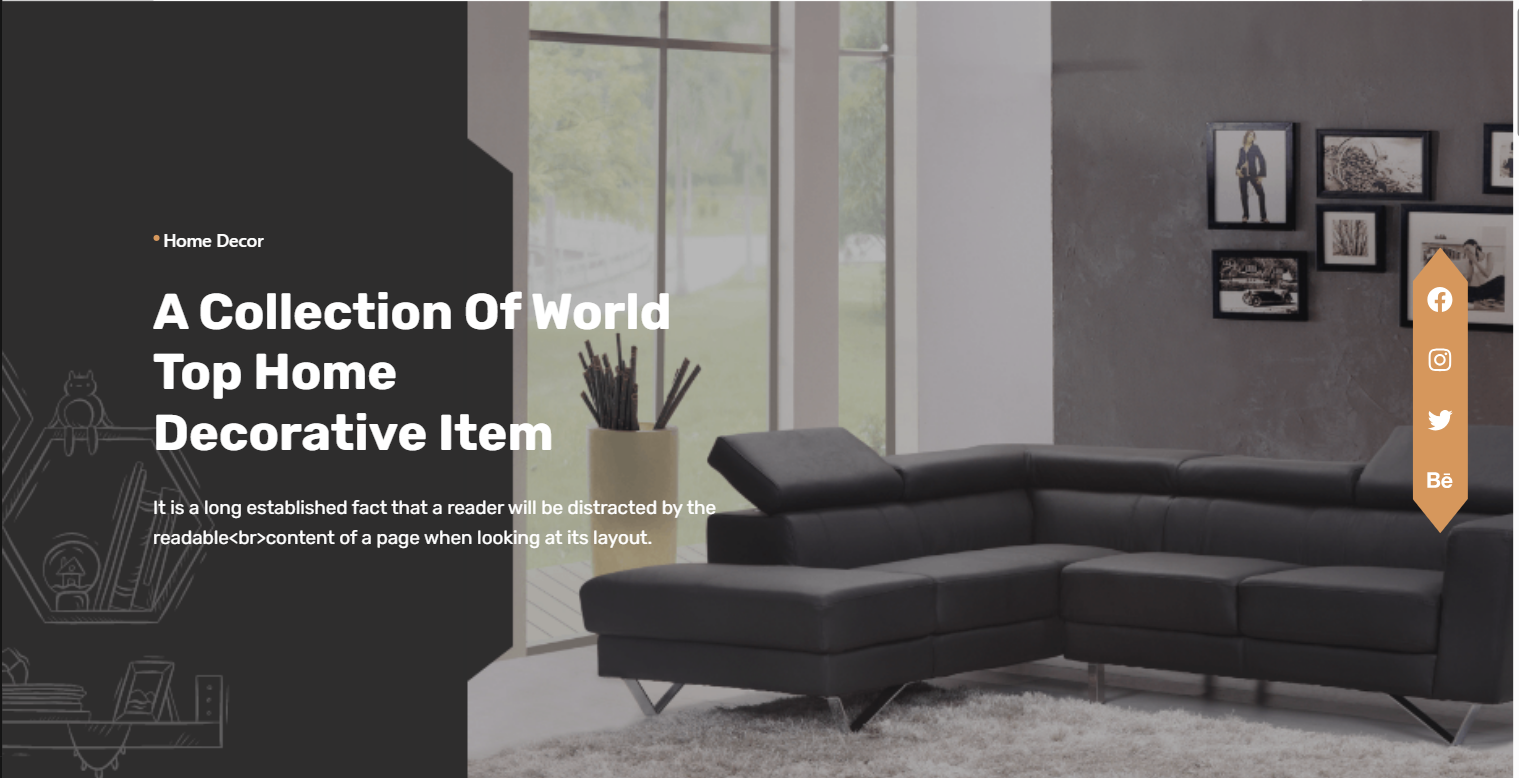 Home Decor
A Collection Of World
Top Home
Decorative Item
It is a long established fact that a reader will be distracted by the
readable<br>content of a page when looking at its layout.
Bē